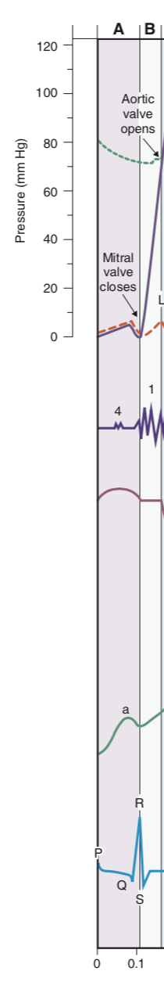 A B
120
100
80
60
40
20
0
Pressure (mm Hg)
Aortic
valve
opens
Mitral
valve
closes
L
1
4
a
R
P
Q
S
0 0.1